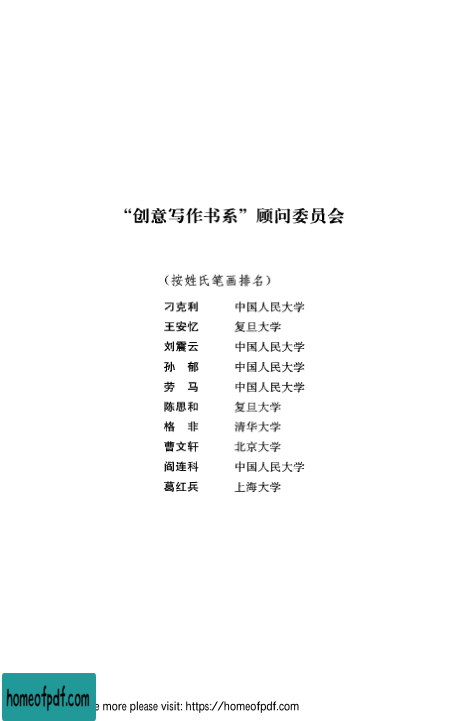 “创意写作书系”顾问委员会
（按姓氏笔画排名）
刁克利 中国人民大学
王安忆 复旦大学
刘震云 中国人民大学
孙 郁 中国人民大学
劳 马 中国人民大学
陈思和 复旦大学
格 非 清华大学
曹文轩 北京大学
阎连科 中国人民大学
葛红兵 上海大学
homeofpdf.com
e more please visit: https://homeofpdf.com